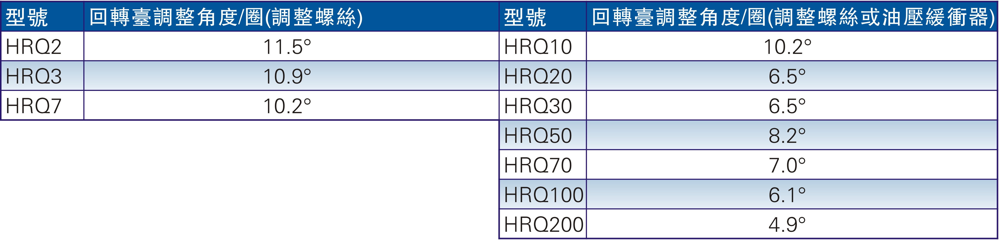 型號 回轉臺調整角度/圈(調整螺絲) 型號 回轉臺調整角度/圈(調整螺絲或油壓緩衝器)
HRQ2 11.5° HRQ10 10.2°
HRQ3 10.9° HRQ20 6.5°
HRQ7 10.2° HRQ30 6.5°
HRQ50 8.2°
HRQ70 7.0°
HRQ100 6.1°
HRQ200 4.9°